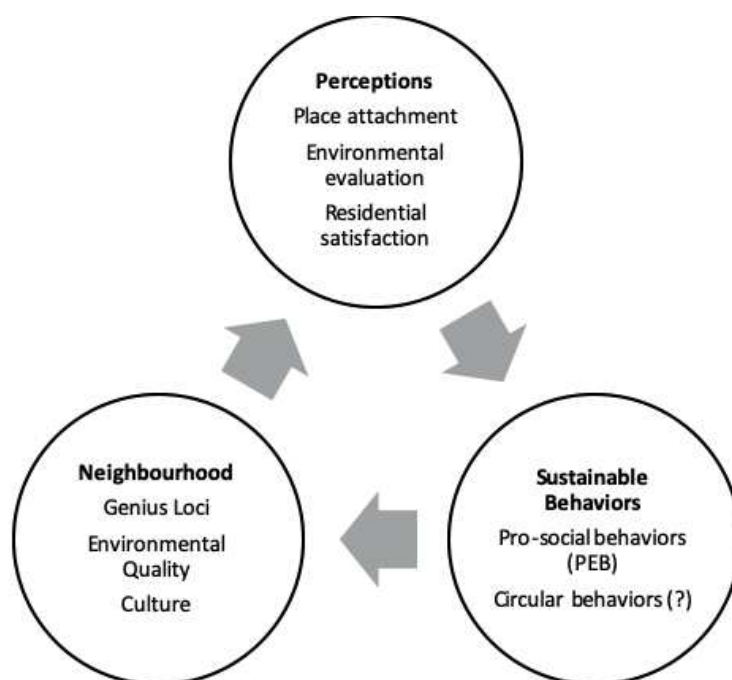 Perceptions
Place attachment
Environmental
evaluation
Residential
satisfaction
Neighbourhood
Genius Loci
Environmental
Quality
Culture
Sustainable
Behaviors
Pro-social behaviors
(PEB)
Circular behaviors (?)